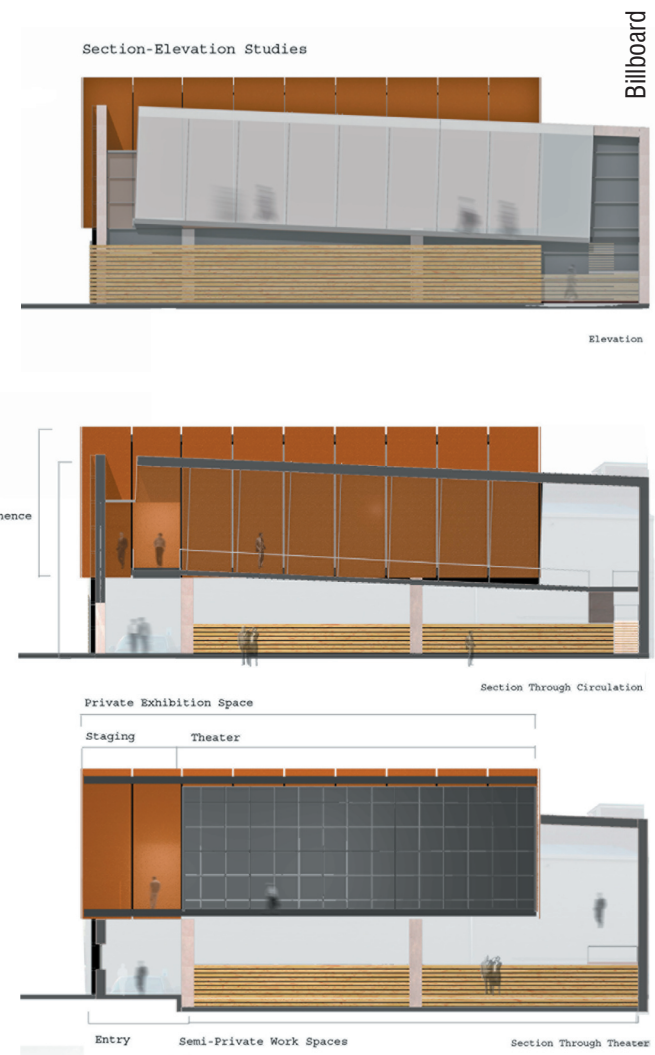 Billboard
Section-Elevation Studies
Elevation
Section Through Circulation
Private Exhibition Space
Staging
Theater
Entry
Semi-Private Work Spaces
Section Through Theater